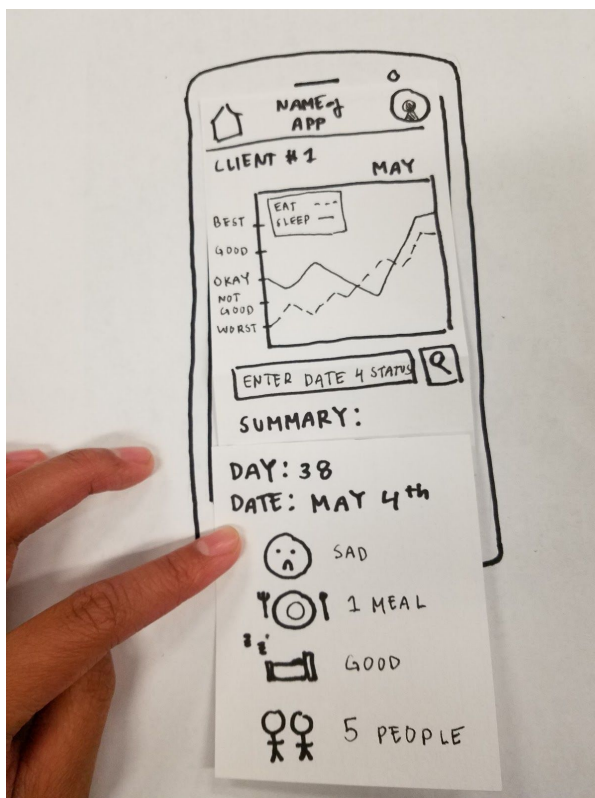 NAME of
APP
CLIENT # 1
MAY
EAT
SLEEP
BEST
GOOD
OKAY
NOT
GOOD
WORST
ENTER DATE 4 STATUS
SUMMARY:
DAY: 38
DATE: MAY 4th
SAD
1 MEAL
z z
GOOD
5 PEOPLE